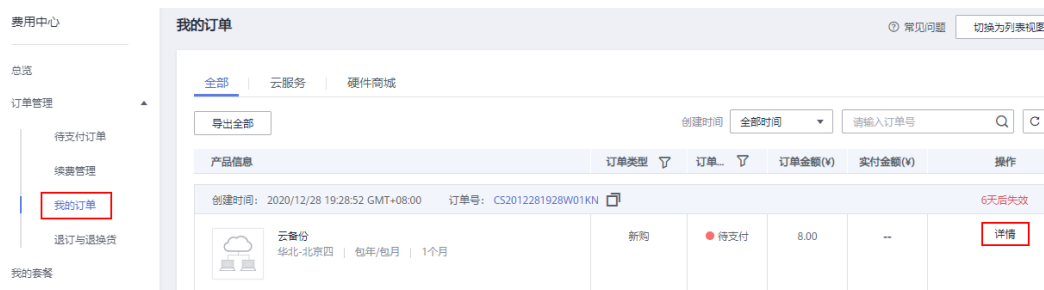 费用中心
我的订单
常见问题
切换为列表视图
总览
订单管理
待支付订单
续费管理
我的订单
退订与退换货
我的套餐
全部
云服务
硬件商城
导出全部
创建时间 全部时间 请输入订单号
产品信息 订单类型 订单... 订单金额(¥) 实付金额(¥) 操作
创建时间: 2020/12/28 19:28:52 GMT+08:00 订单号: CS2012281928W01KN 6天后失效
云备份 新购 待支付 8.00 -- 详情
华北-北京四 | 包年/包月 | 1个月